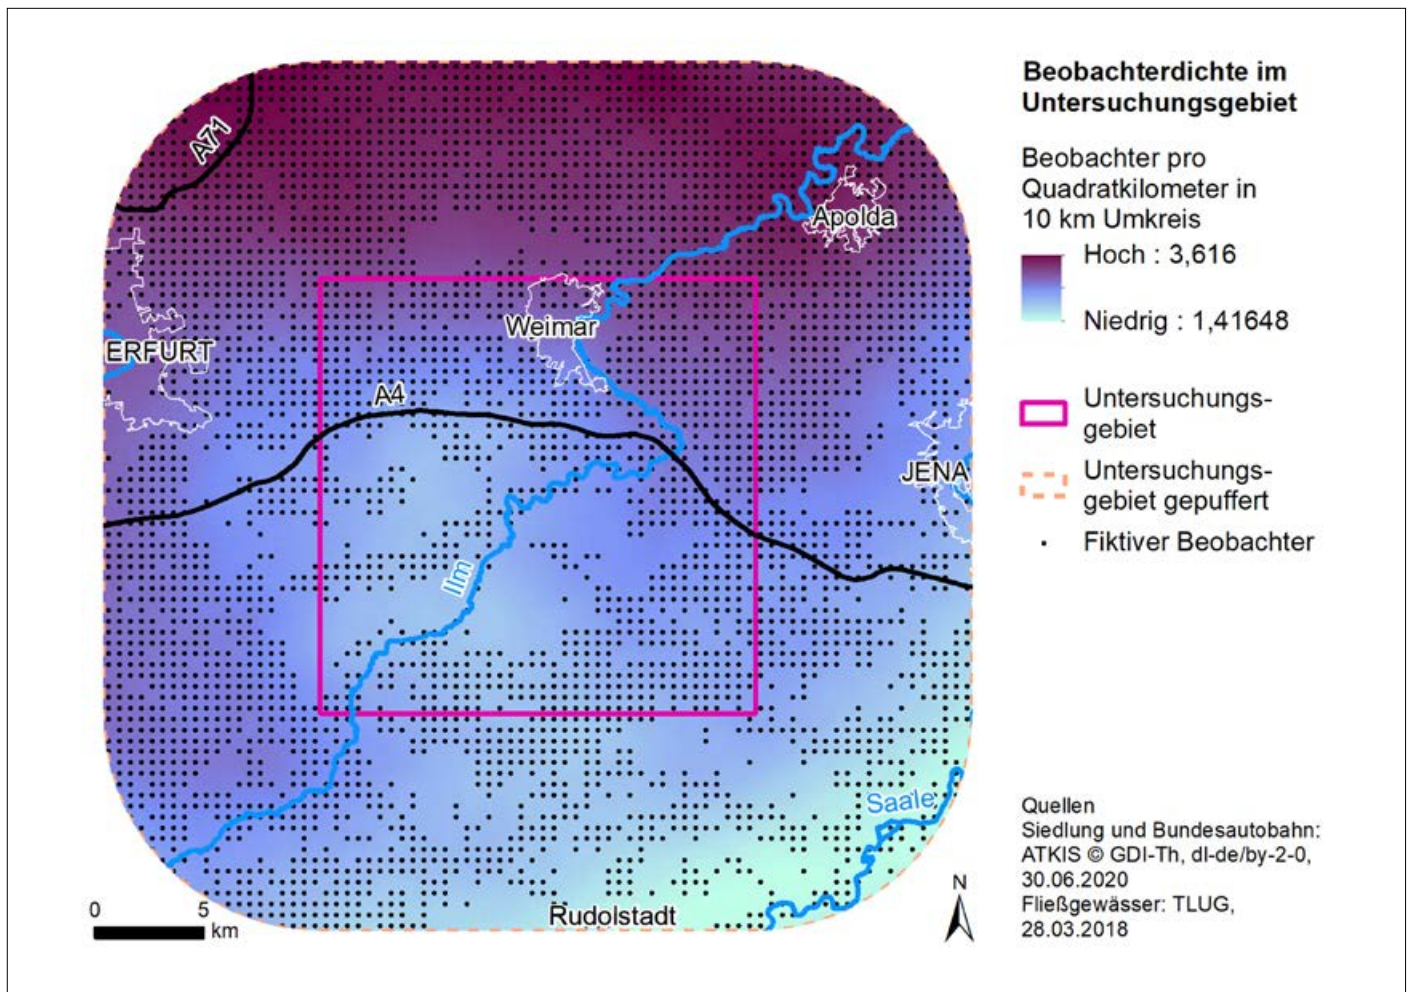 Beobachterdichte im
Untersuchungsgebiet
Beobachter pro
Quadratkilometer in
10 km Umkreis
Hoch : 3,616
Niedrig : 1,41648
Untersuchungs-
gebiet
Untersuchungs-
gebiet gepuffert
Fiktiver Beobachter
A71
Apolda
Weimar
ERFURT
A4
JENA
Ilm
Saale
Rudolstadt
0 5
km
N
Quellen
Siedlung und Bundesautobahn:
ATKIS © GDI-Th, dl-de/by-2-0,
30.06.2020
Fließgewässer: TLUG,
28.03.2018